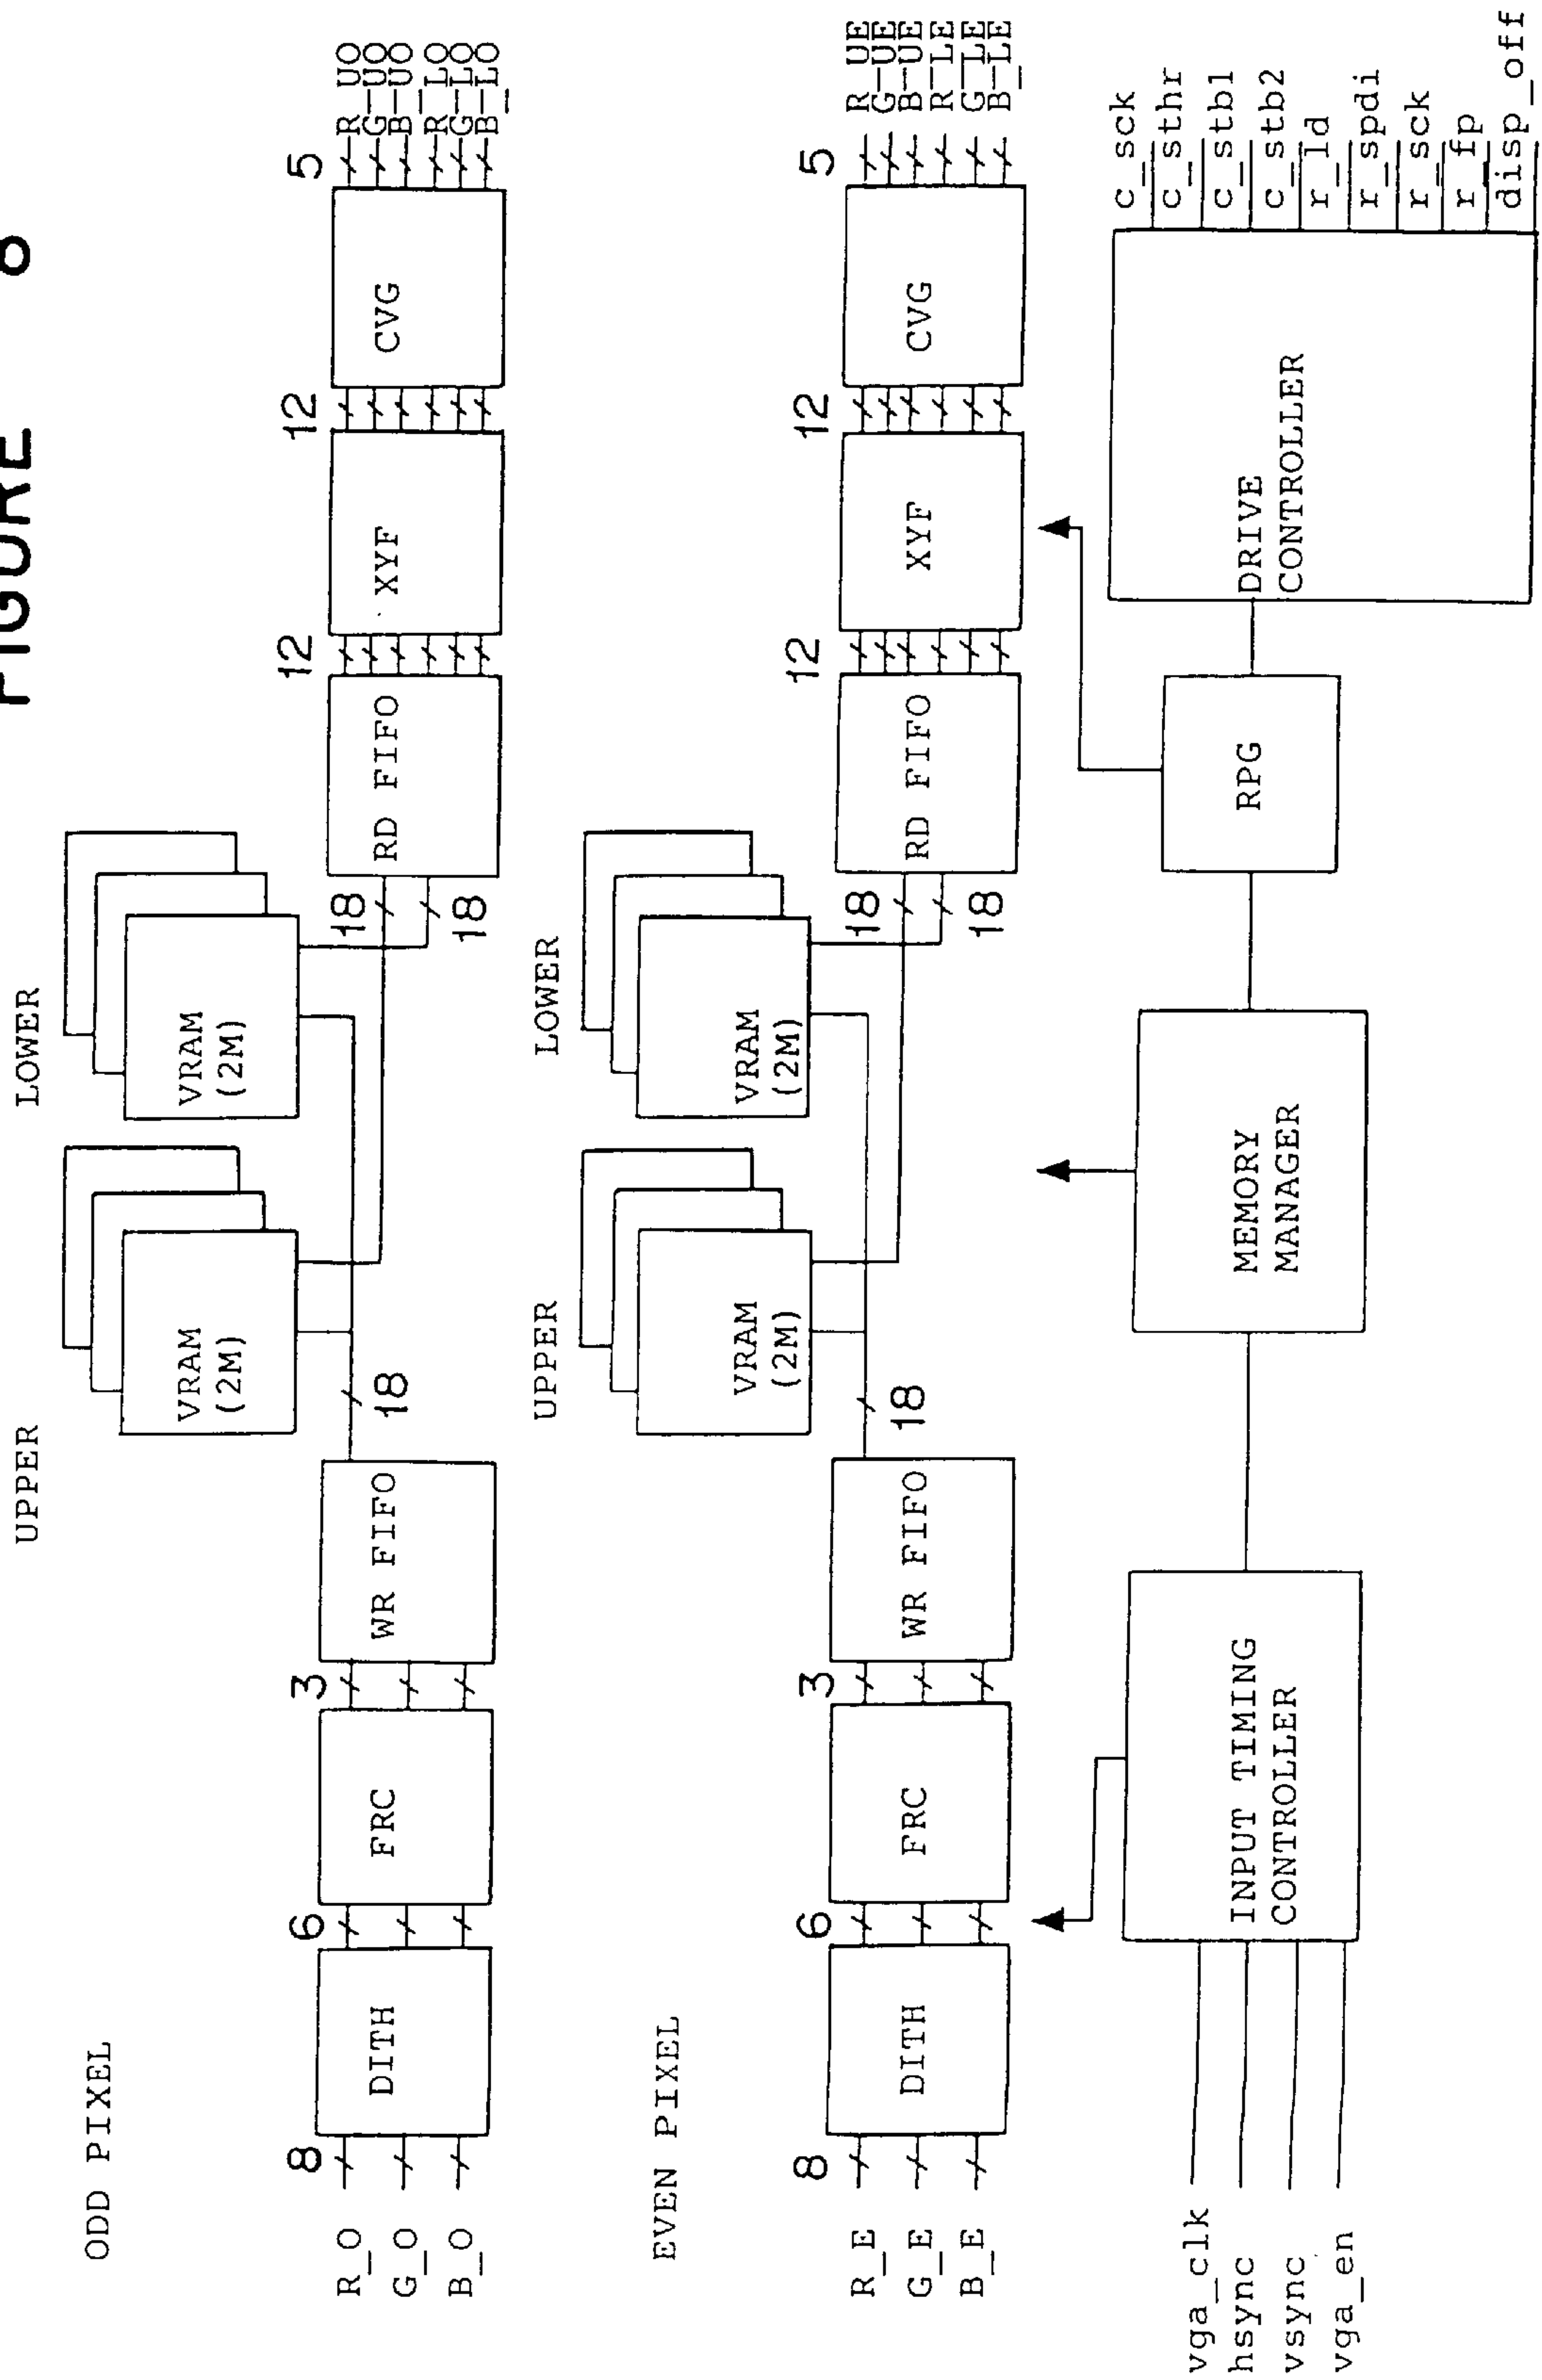 FIGURE 8
ODD PIXEL
UPPER
LOWER
R_O
G_O
B_O
8
DITH
6
FRC
3
WR FIFO
18
VRAM
(2M)
VRAM
(2M)
18
18
RD FIFO
12
XYF
12
CVG
5
R_UO
G_UO
B_UO
R_LO
G_LO
B_LO
EVEN PIXEL
UPPER
LOWER
R_E
G_E
B_E
8
DITH
6
FRC
3
WR FIFO
18
VRAM
(2M)
VRAM
(2M)
18
18
RD FIFO
12
XYF
12
CVG
5
R_UE
G_UE
B_UE
R_LE
G_LE
B_LE
vga_clk
hsync
vsync
vga_en
INPUT TIMING
CONTROLLER
MEMORY
MANAGER
RPG
DRIVE
CONTROLLER
c_sck
c_sthr
c_stb1
c_stb2
r_ld
r_spdi
r_sck
r_fp
disp_off